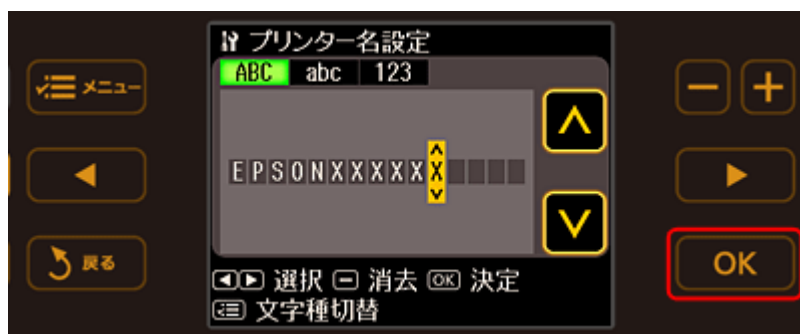 プリンター名設定
ABC abc 123
メニュー
EPSONXXXXXX
戻る
OK
選択 消去 OK 決定
文字種切替